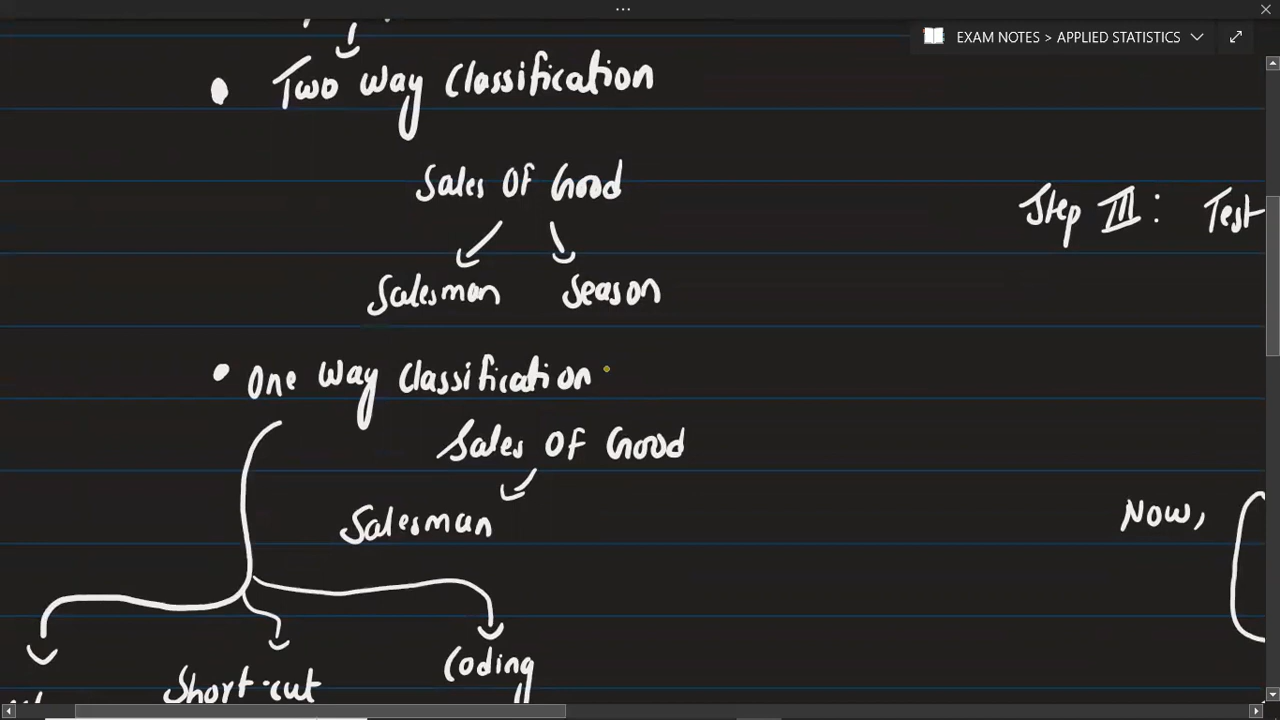 ...
EXAM NOTES > APPLIED STATISTICS
• Two Way Classification
Sales Of Good
Salesman Season
Step III: Test
• One Way Classification
Sales Of Good
Salesman
Now,
Short-cut
Coding